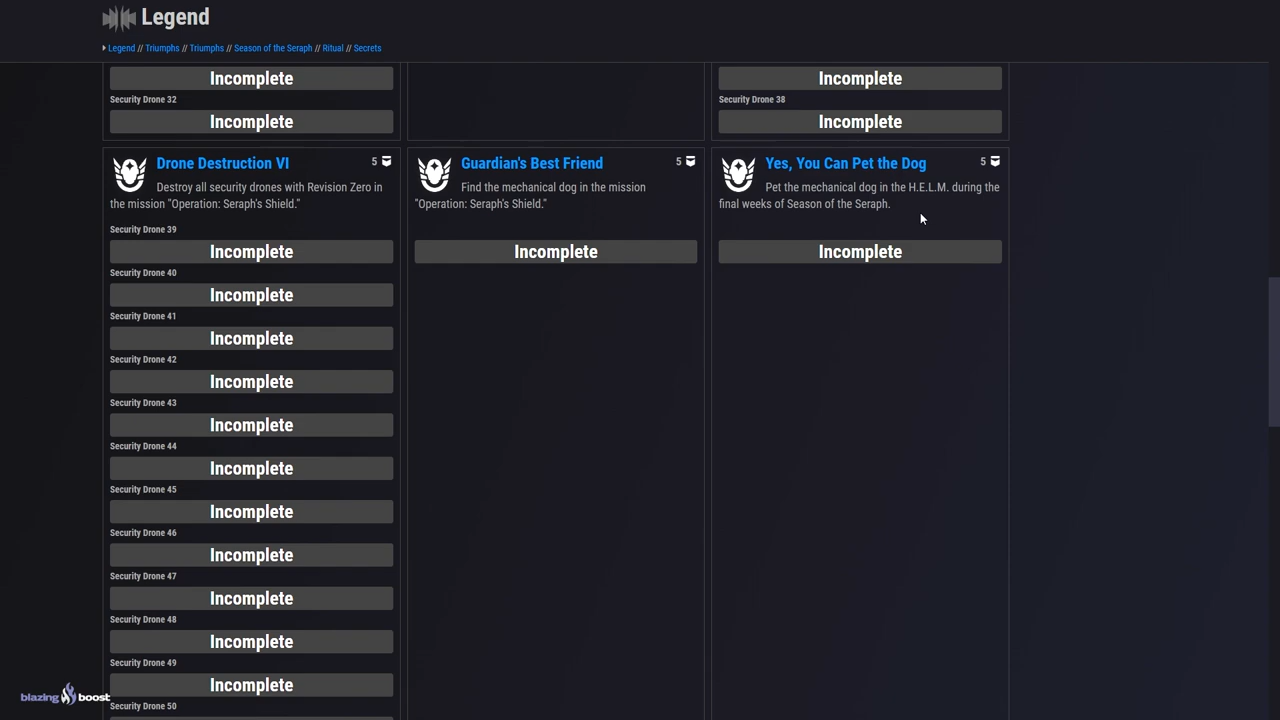 Legend
Legend // Triumphs // Triumphs // Season of the Seraph // Ritual // Secrets
Incomplete
Security Drone 32
Incomplete
Incomplete
Security Drone 38
Incomplete
Drone Destruction VI
5
Destroy all security drones with Revision Zero in
the mission "Operation: Seraph's Shield."
Security Drone 39
Incomplete
Security Drone 40
Incomplete
Security Drone 41
Incomplete
Security Drone 42
Incomplete
Security Drone 43
Incomplete
Security Drone 44
Incomplete
Security Drone 45
Incomplete
Security Drone 46
Incomplete
Security Drone 47
Incomplete
Security Drone 48
Incomplete
Security Drone 49
Incomplete
Security Drone 50
Guardian's Best Friend
5
Find the mechanical dog in the mission
"Operation: Seraph's Shield."
Incomplete
Yes, You Can Pet the Dog
5
Pet the mechanical dog in the H.E.L.M. during the
final weeks of Season of the Seraph.
Incomplete
blazing boost